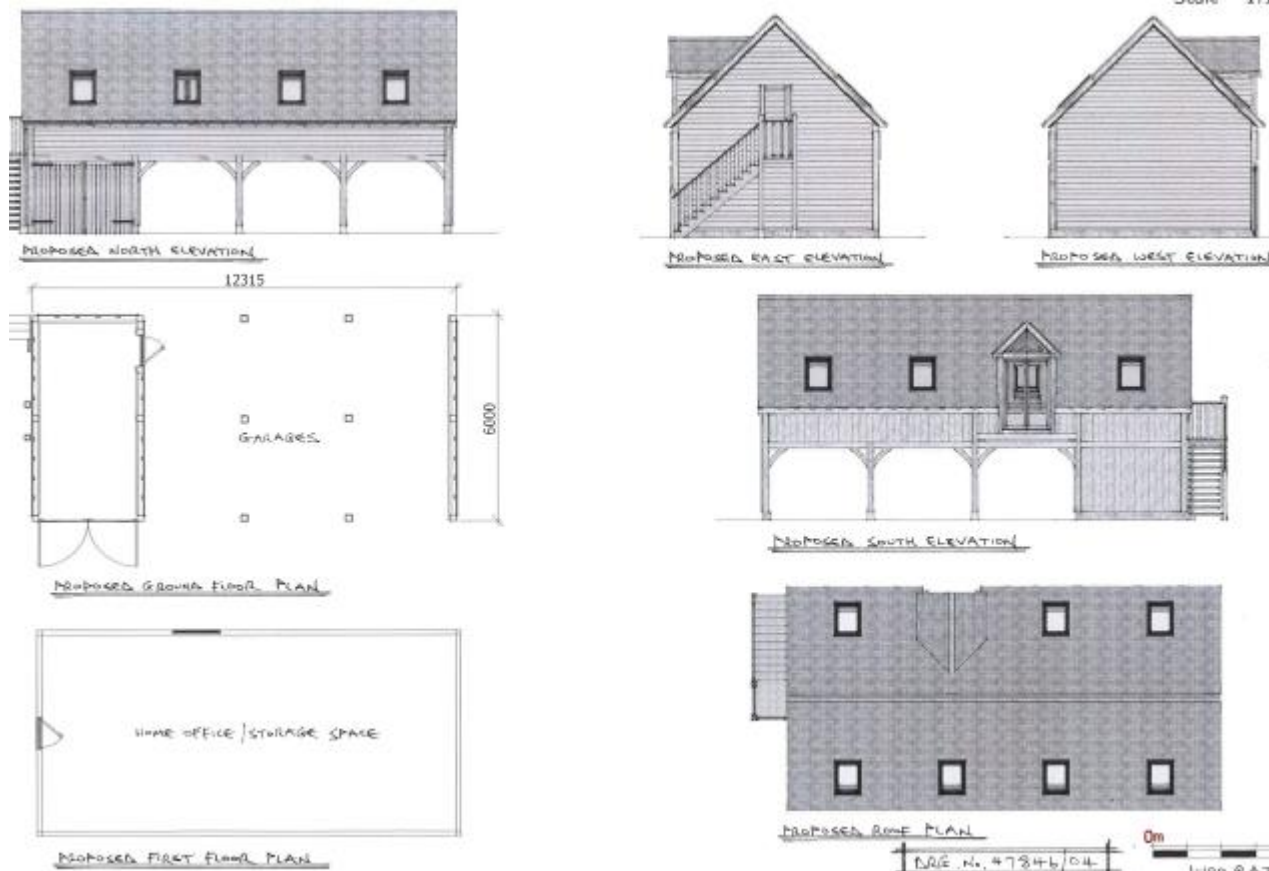 Scale
PROPOSED NORTH ELEVATION
PROPOSED EAST ELEVATION
PROPOSED WEST ELEVATION
12315
6000
GARAGES
PROPOSED SOUTH ELEVATION
PROPOSED GROUND FLOOR PLAN
HOME OFFICE / STORAGE SPACE
PROPOSED ROOF PLAN
0m
PROPOSED FIRST FLOOR PLAN
DRG. No. 47846/04